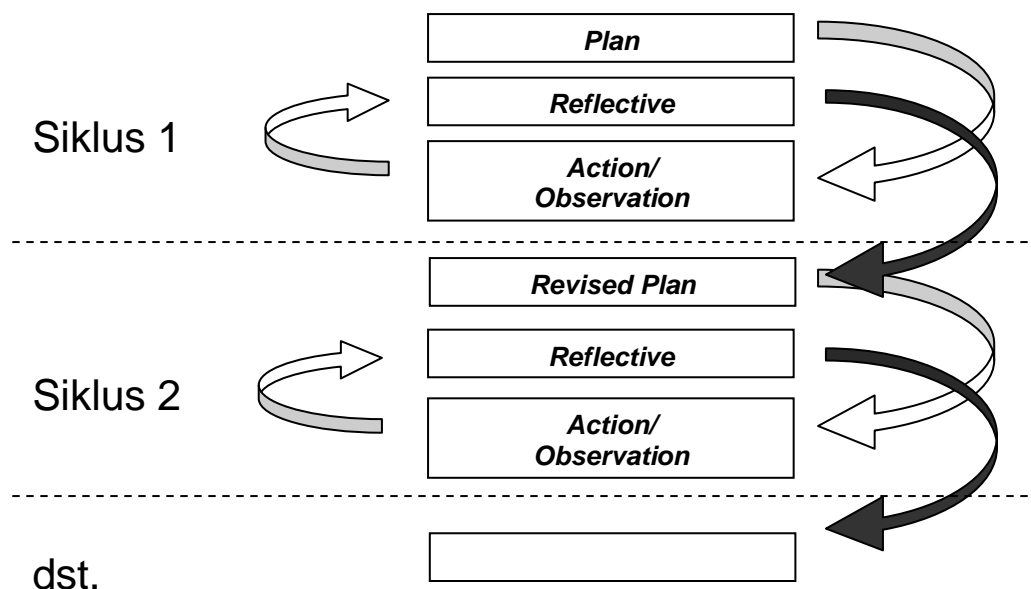 Plan
Reflective
Siklus 1
Action/
Observation
Revised Plan
Reflective
Siklus 2
Action/
Observation
dst.